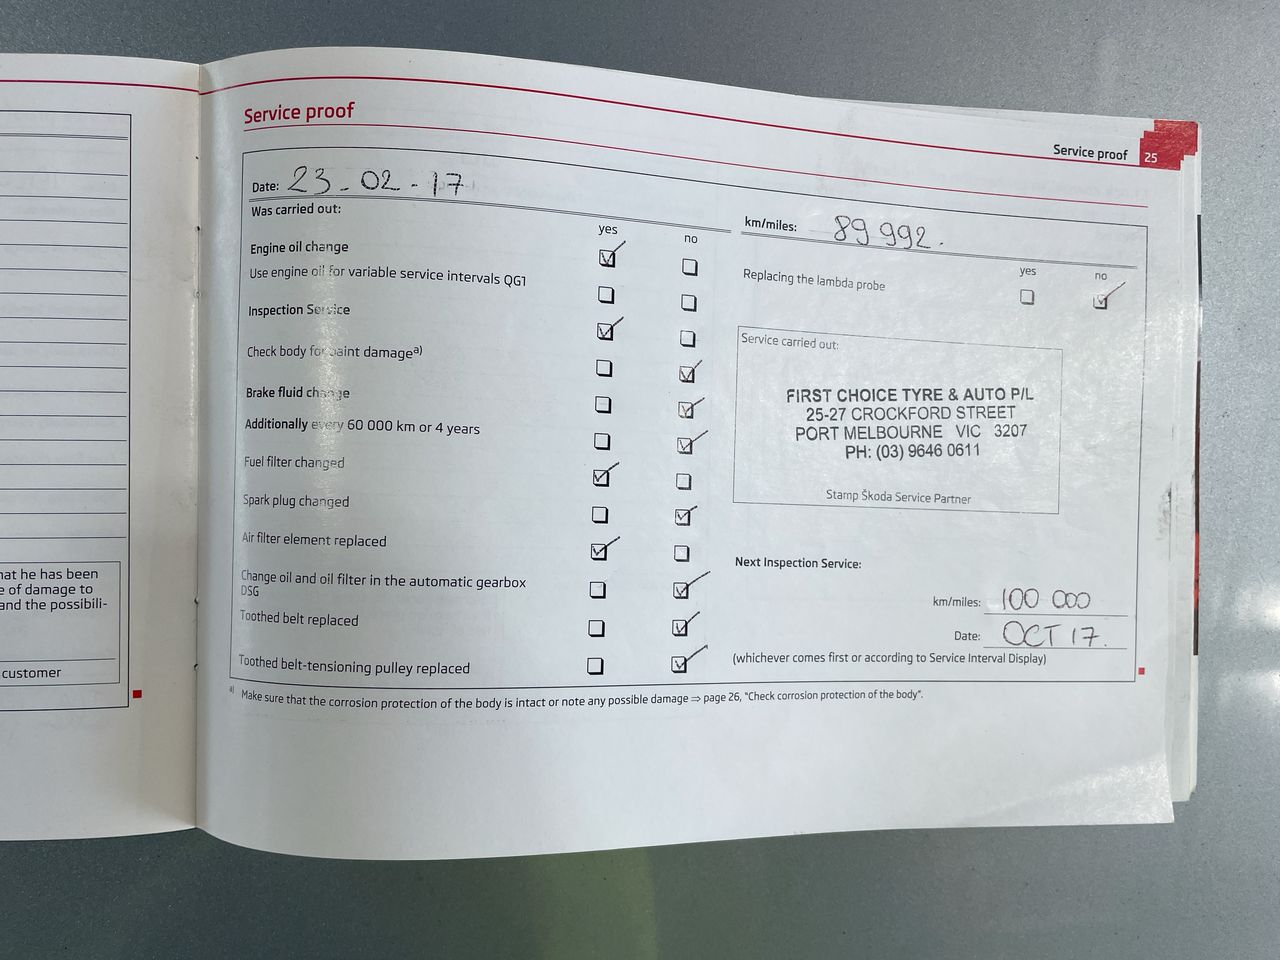 Service proof
Service proof 25
Date: 23-02-17
Was carried out:
yes no
Engine oil change
Use engine oil for variable service intervals QG1
Inspection Service
Check body for paint damageᵃ⁾
Brake fluid change
Additionally every 60 000 km or 4 years
Fuel filter changed
Spark plug changed
Air filter element replaced
Change oil and oil filter in the automatic gearbox
DSG
Toothed belt replaced
Toothed belt-tensioning pulley replaced
km/miles: 89 992.
yes no
Replacing the lambda probe
Service carried out:
FIRST CHOICE TYRE & AUTO P/L
25-27 CROCKFORD STREET
PORT MELBOURNE VIC 3207
PH: (03) 9646 0611
Stamp Škoda Service Partner
Next Inspection Service:
km/miles: 100 000
Date: OCT 17.
(whichever comes first or according to Service Interval Display)
ᵃ⁾ Make sure that the corrosion protection of the body is intact or note any possible damage ⇒ page 26, "Check corrosion protection of the body".
hat he has been
e of damage to
and the possibili-
customer